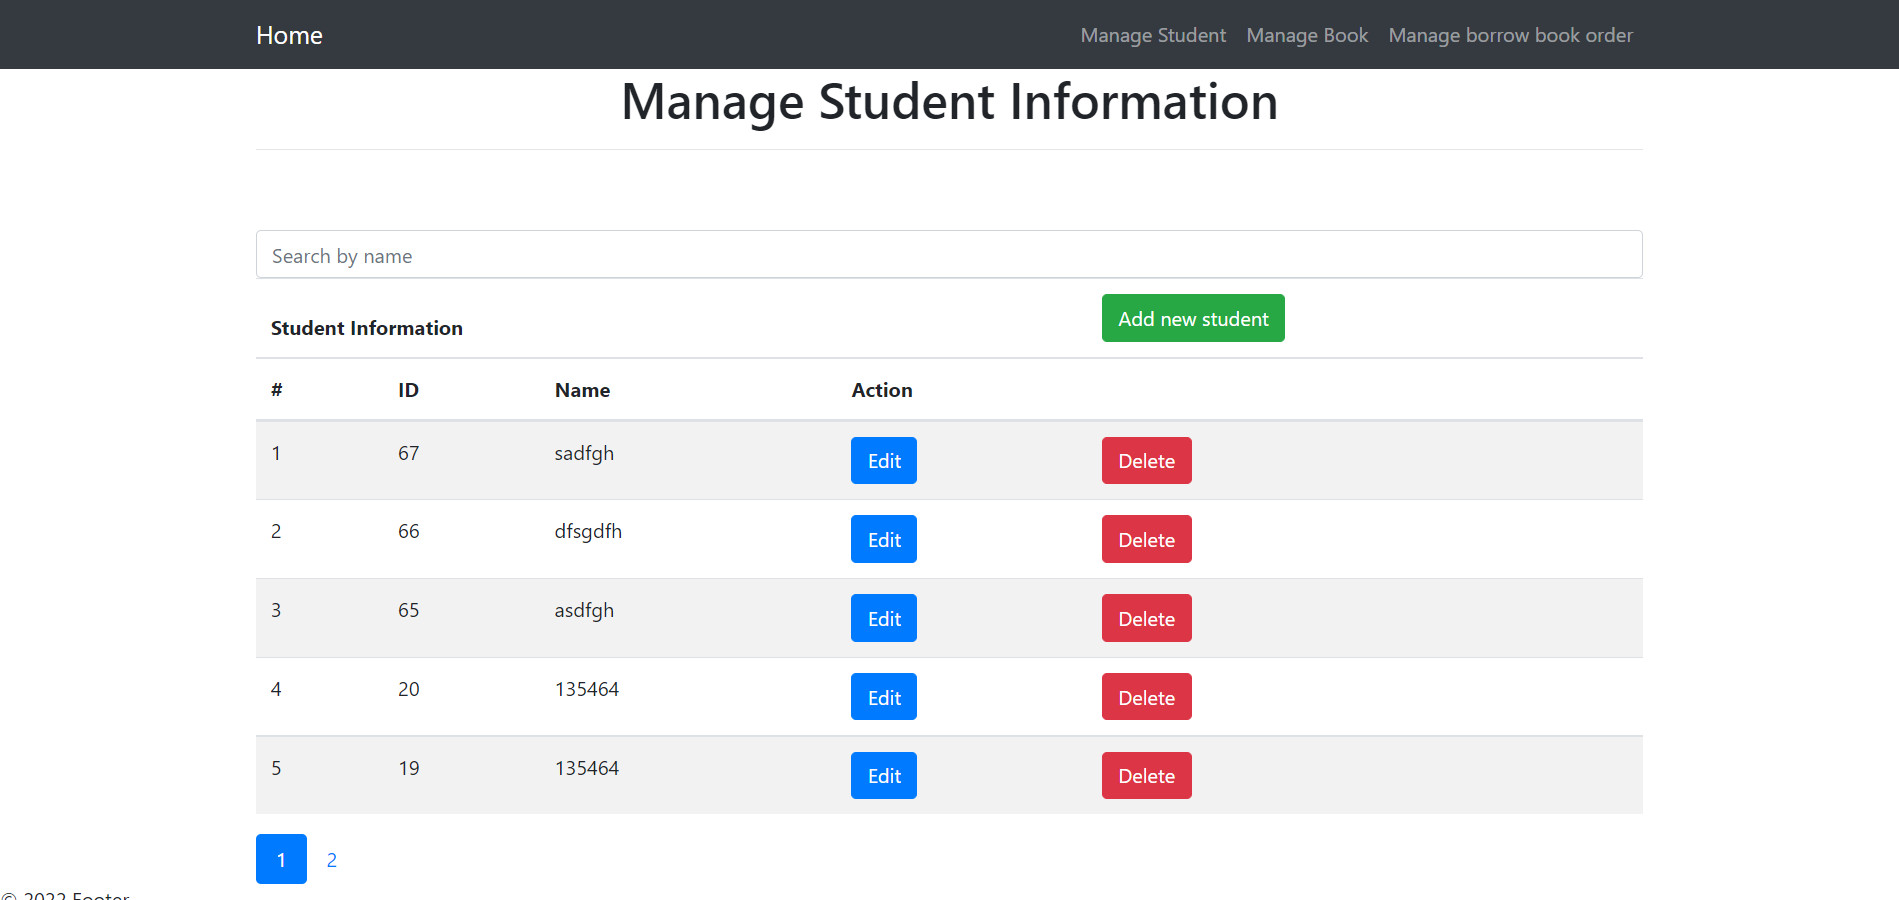 Home Manage Student Manage Book Manage borrow book order
Manage Student Information
Search by name
Student Information Add new student
# ID Name Action
1 67 sadfgh Edit Delete
2 66 dfsgdfh Edit Delete
3 65 asdfgh Edit Delete
4 20 135464 Edit Delete
5 19 135464 Edit Delete
1 2
© 2022 Footer